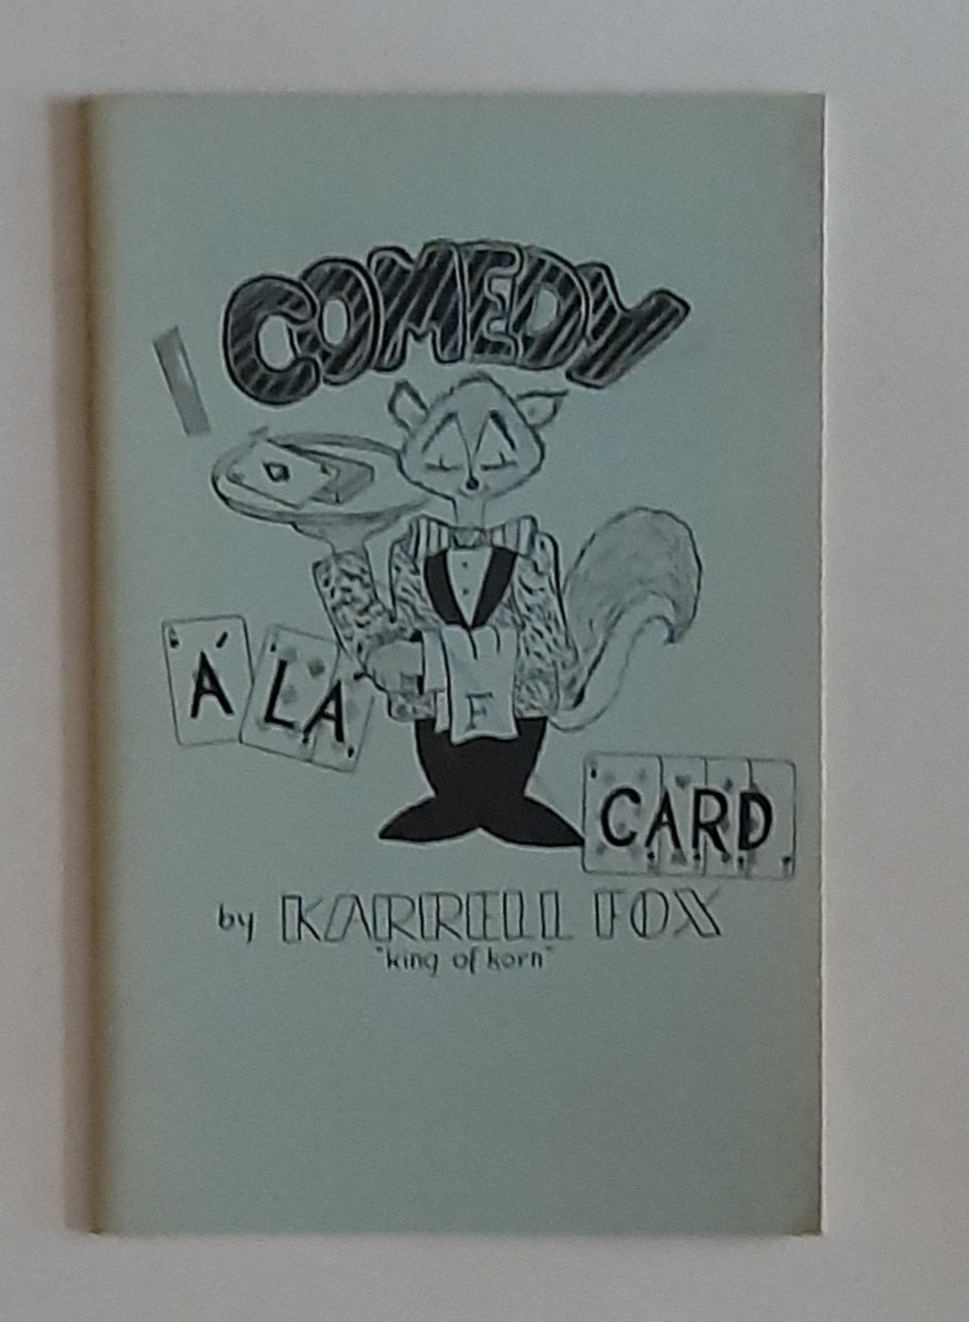 COMEDY
Á LA
F
CARD
by KARRELL FOX
"king of korn"